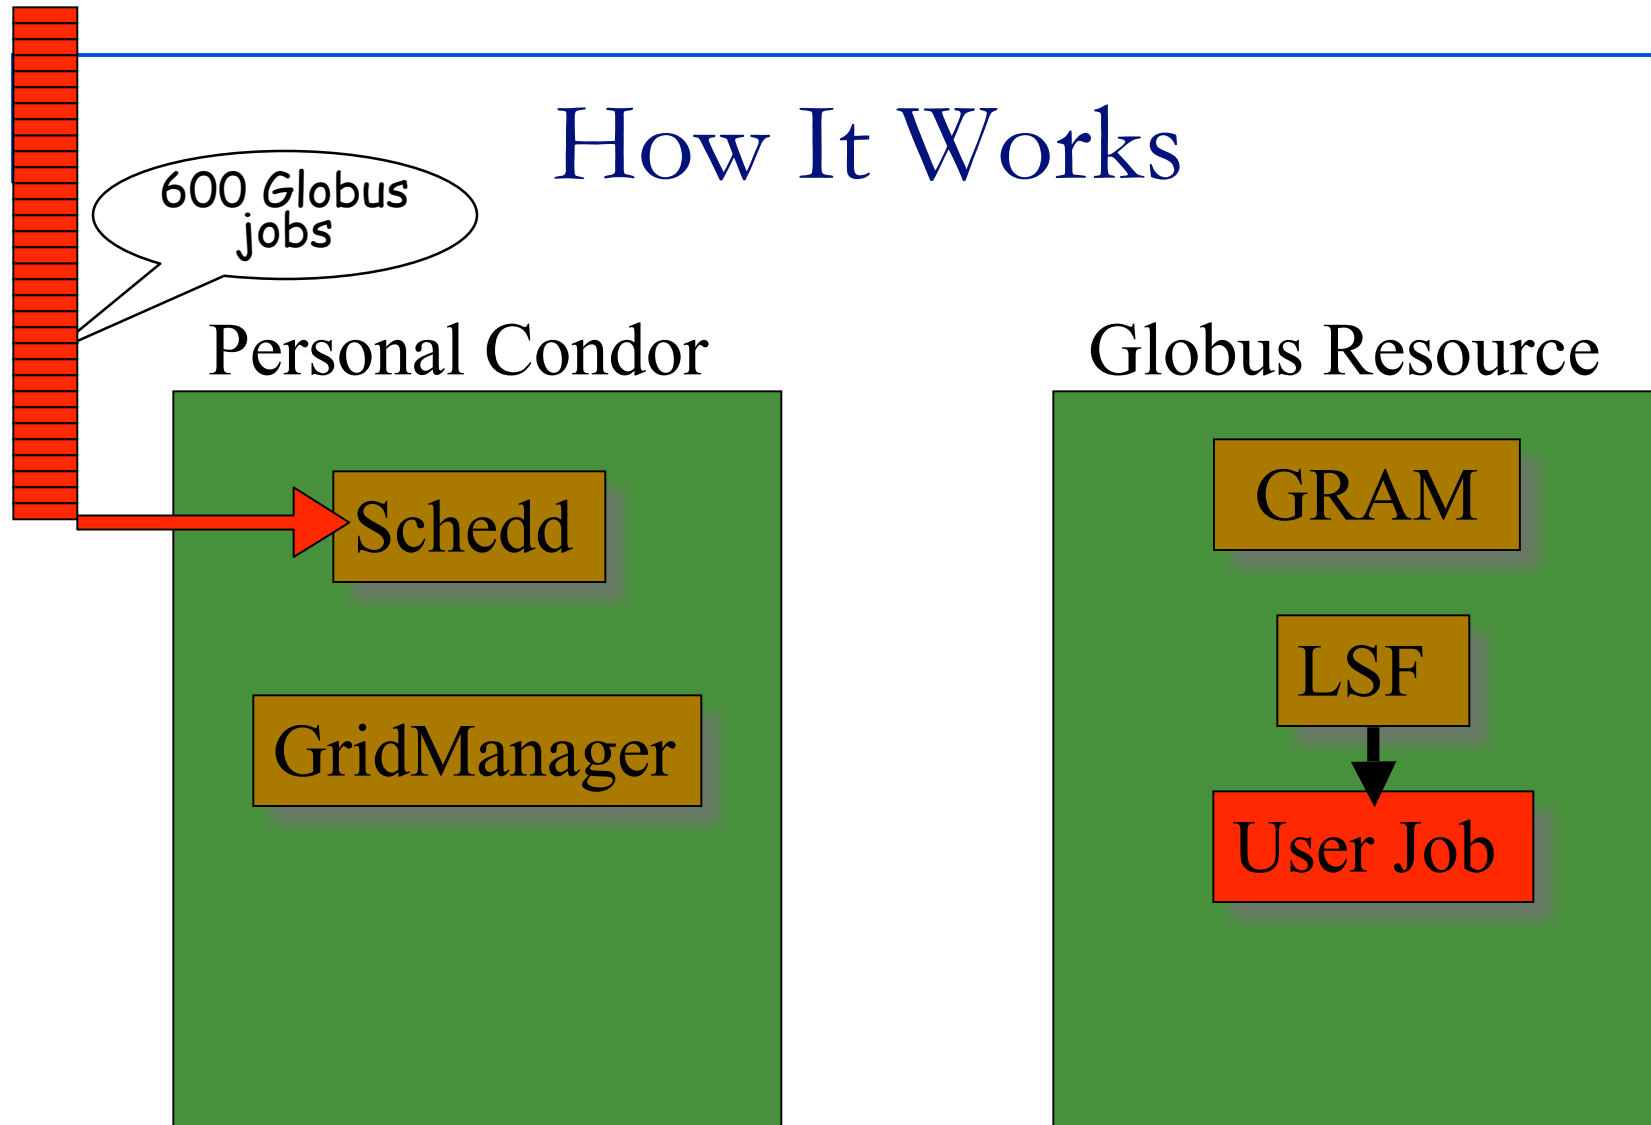 How It Works
600 Globus
jobs
Personal Condor
Globus Resource
Schedd
GridManager
GRAM
LSF
User Job